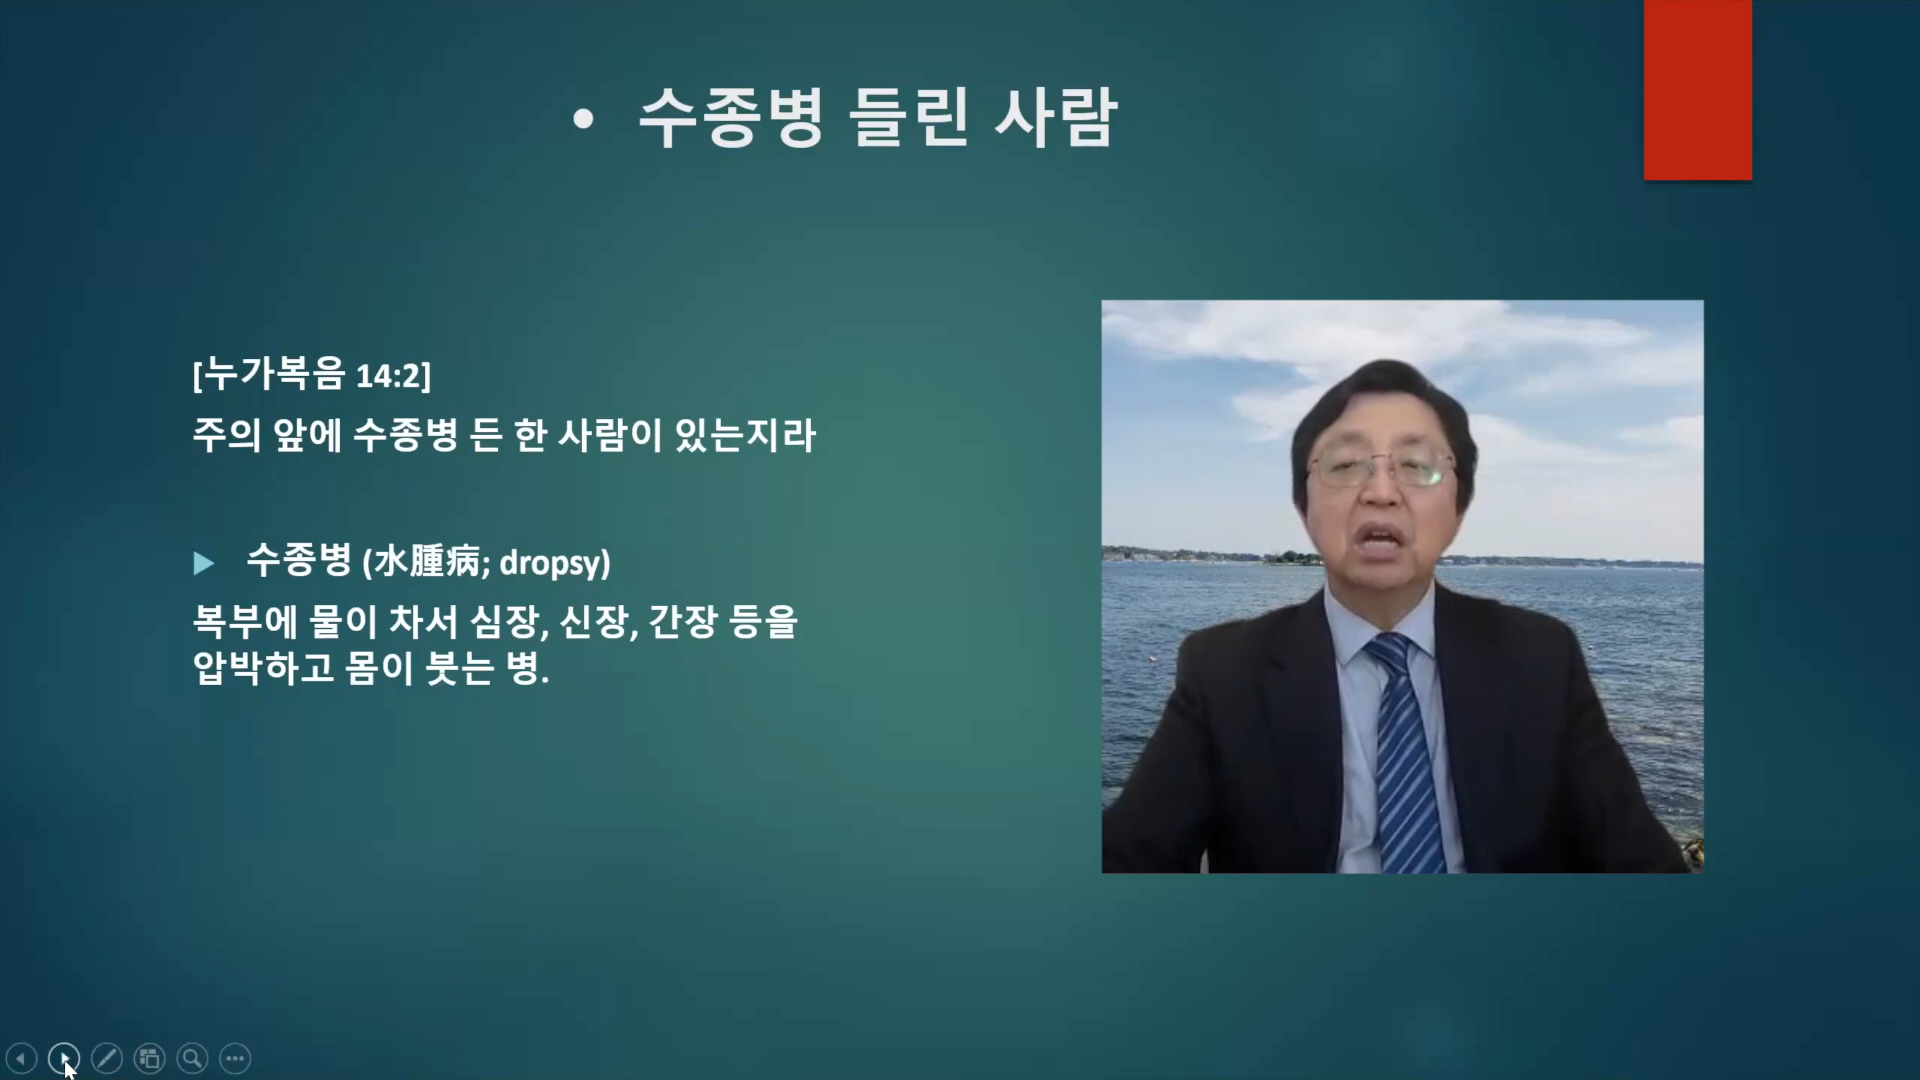 • 수종병 들린 사람
[누가복음 14:2]
주의 앞에 수종병 든 한 사람이 있는지라
수종병 (水腫病; dropsy)
복부에 물이 차서 심장, 신장, 간장 등을
압박하고 몸이 붓는 병.